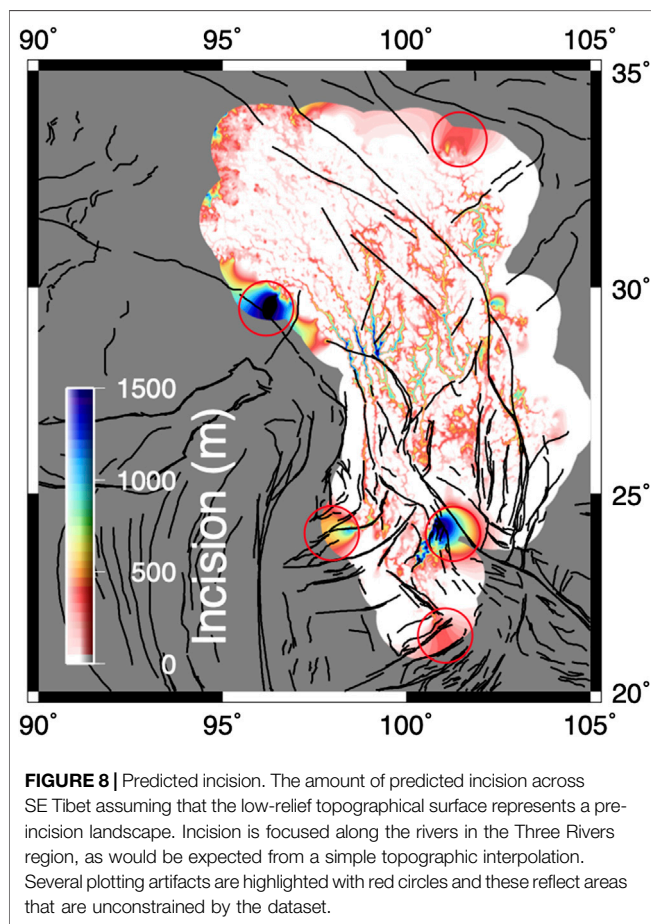 90˚ 95˚ 100˚ 105˚
35˚
30˚
1500
1000
25˚
500
0
Incision (m)
20˚
90˚ 95˚ 100˚ 105˚
FIGURE 8 | Predicted incision. The amount of predicted incision across
SE Tibet assuming that the low-relief topographical surface represents a pre-
incision landscape. Incision is focused along the rivers in the Three Rivers
region, as would be expected from a simple topographic interpolation.
Several plotting artifacts are highlighted with red circles and these reflect areas
that are unconstrained by the dataset.